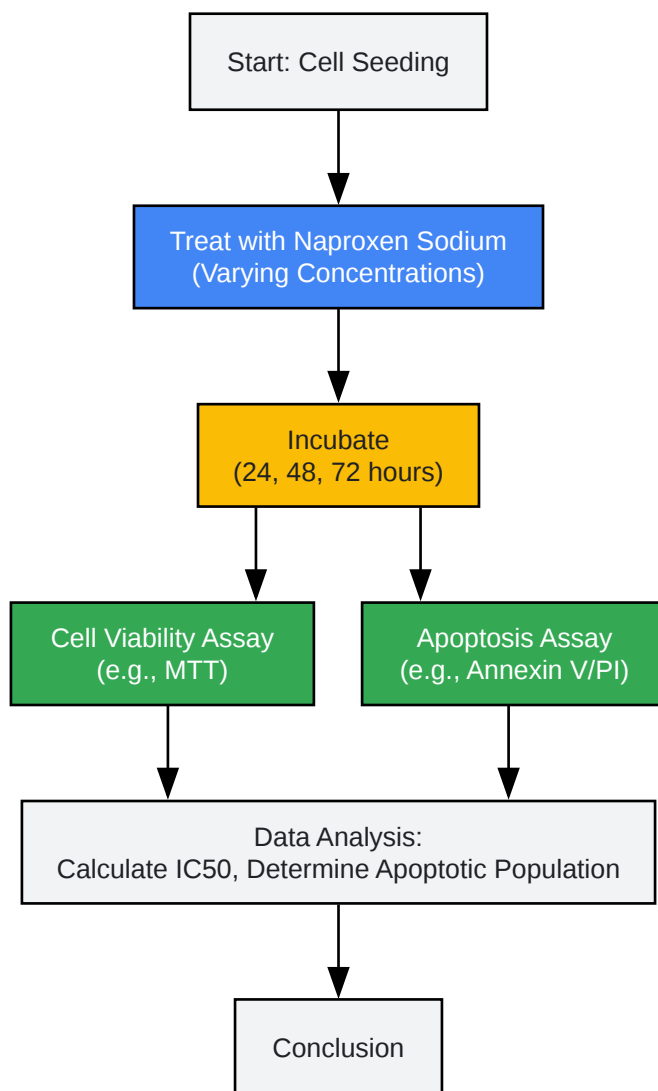 Start: Cell Seeding
Treat with Naproxen Sodium
(Varying Concentrations)
Incubate
(24, 48, 72 hours)
Cell Viability Assay
(e.g., MTT)
Apoptosis Assay
(e.g., Annexin V/PI)
Data Analysis:
Calculate IC50, Determine Apoptotic Population
Conclusion